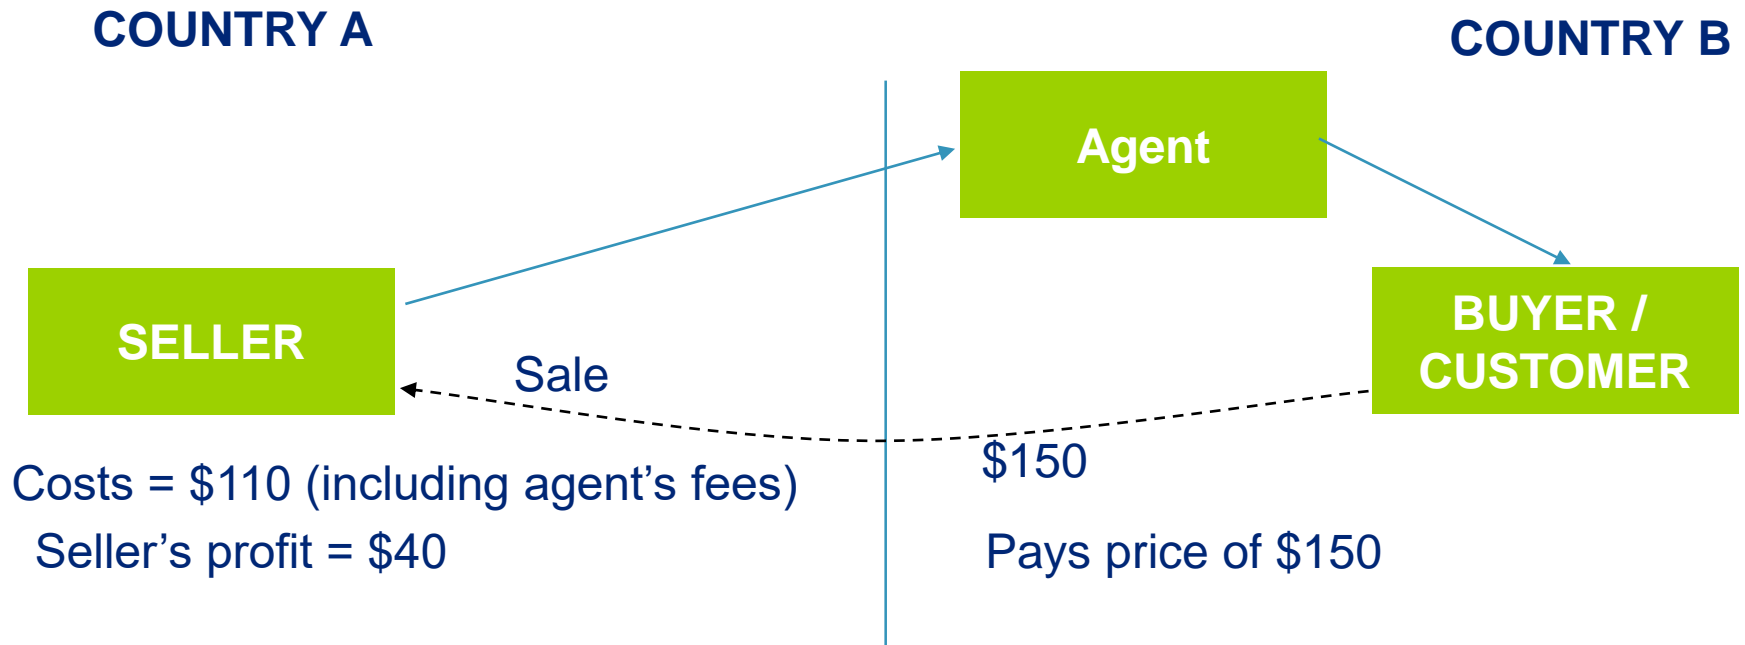 COUNTRY A
COUNTRY B
Agent
SELLER
BUYER /
CUSTOMER
Sale
$150
Costs = $110 (including agent’s fees)
Seller’s profit = $40
Pays price of $150